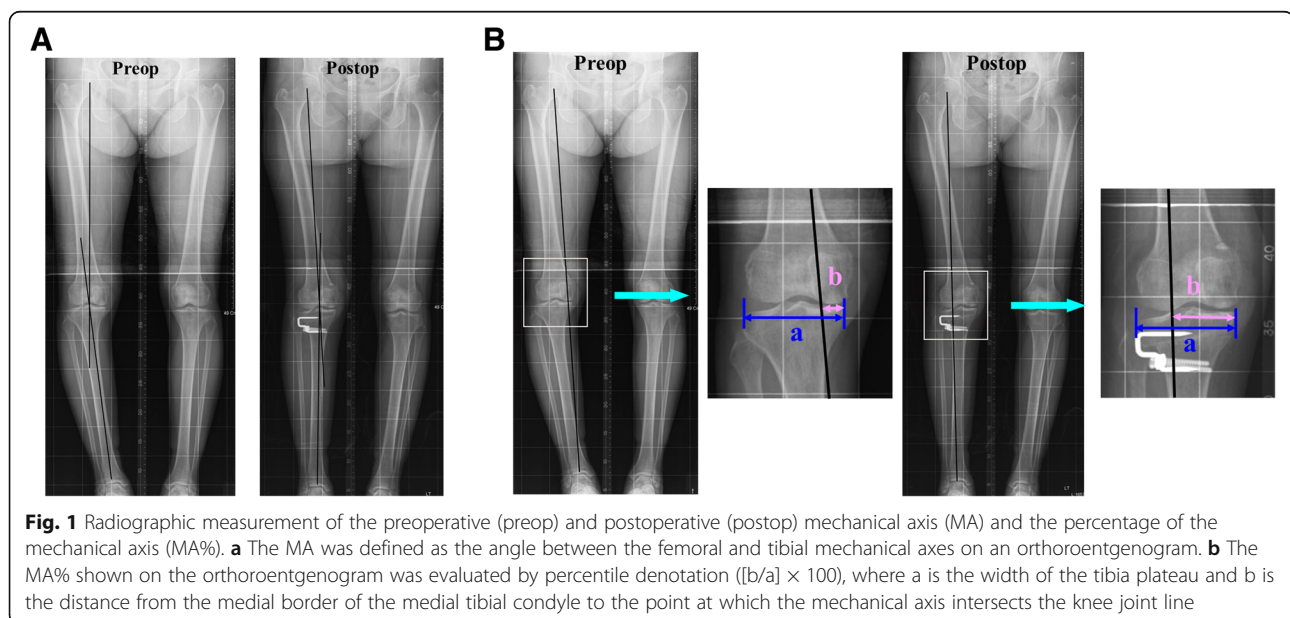 A
B
Preop
Postop
Preop
Postop
b
a
b
a
40
35
LT
LT
Fig. 1 Radiographic measurement of the preoperative (preop) and postoperative (postop) mechanical axis (MA) and the percentage of the
mechanical axis (MA%). a The MA was defined as the angle between the femoral and tibial mechanical axes on an orthoroentgenogram. b The
MA% shown on the orthoroentgenogram was evaluated by percentile denotation ([b/a] × 100), where a is the width of the tibia plateau and b is
the distance from the medial border of the medial tibial condyle to the point at which the mechanical axis intersects the knee joint line